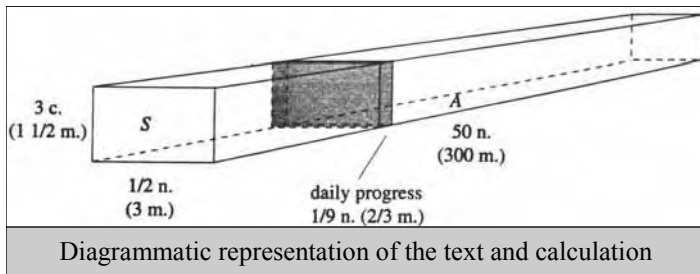 3 c.
(1 1/2 m.)
S
A
50 n.
(300 m.)
1/2 n.
(3 m.)
daily progress
1/9 n. (2/3 m.)
Diagrammatic representation of the text and calculation